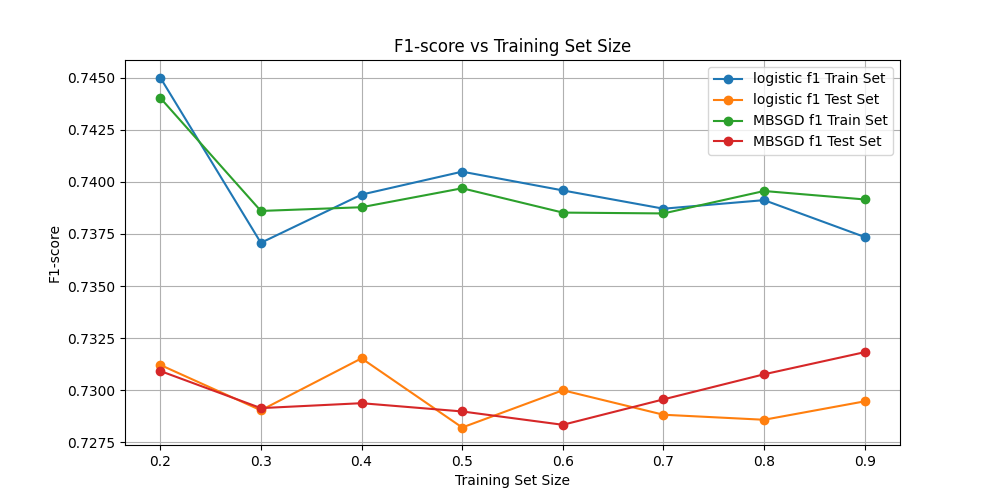 F1-score vs Training Set Size
logistic f1 Train Set
logistic f1 Test Set
MBSGD f1 Train Set
MBSGD f1 Test Set
F1-score
0.7450
0.7425
0.7400
0.7375
0.7350
0.7325
0.7300
0.7275
0.2 0.3 0.4 0.5 0.6 0.7 0.8 0.9
Training Set Size